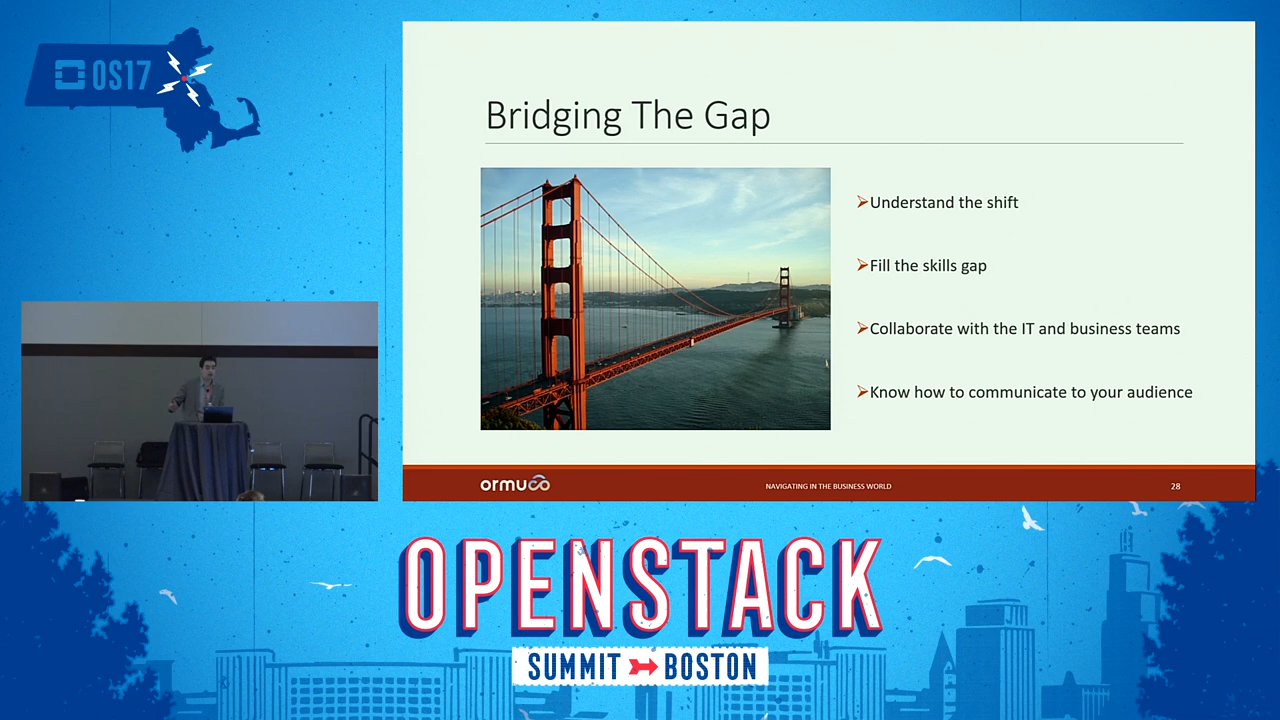 OS17
Bridging The Gap
Understand the shift
Fill the skills gap
Collaborate with the IT and business teams
Know how to communicate to your audience
ormuco
NAVIGATING IN THE BUSINESS WORLD
28
OPENSTACK
SUMMIT BOSTON